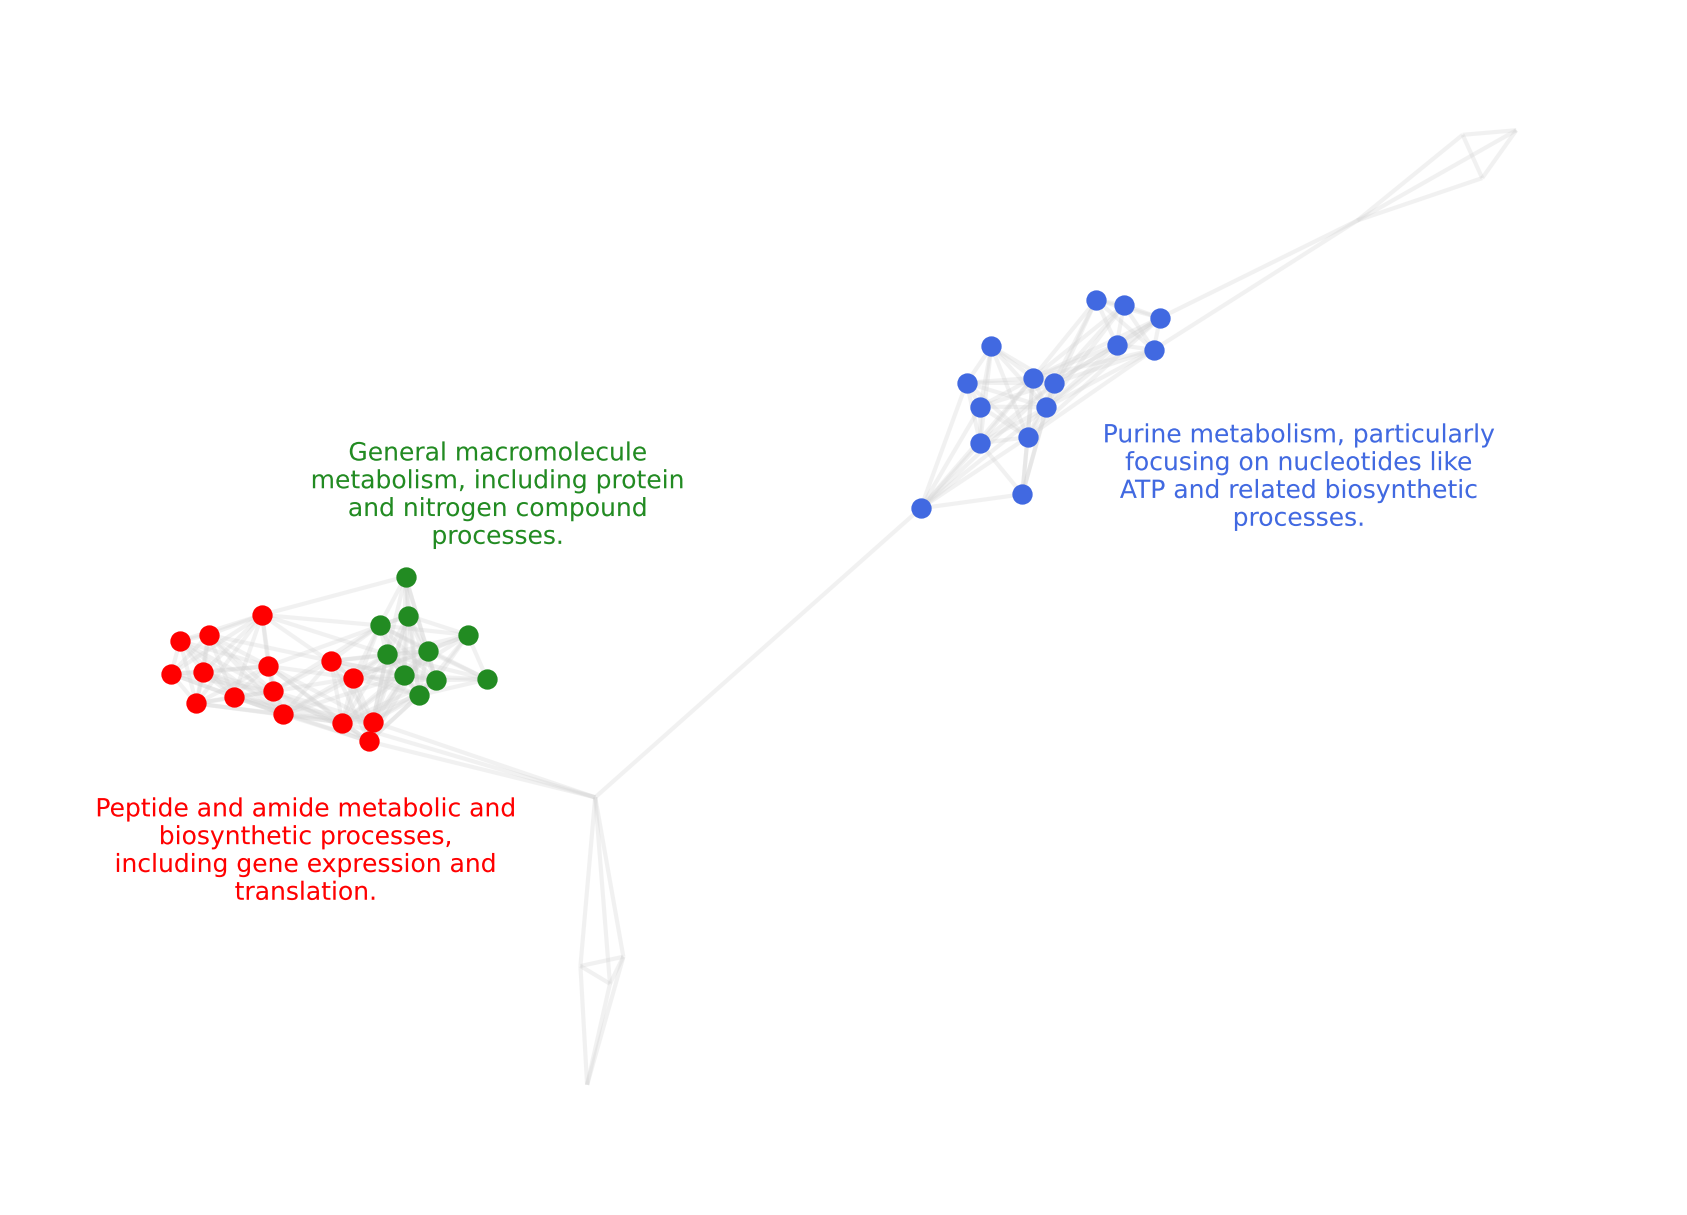 General macromolecule
metabolism, including protein
and nitrogen compound
processes.
Purine metabolism, particularly
focusing on nucleotides like
ATP and related biosynthetic
processes.
Peptide and amide metabolic and
biosynthetic processes,
including gene expression and
translation.